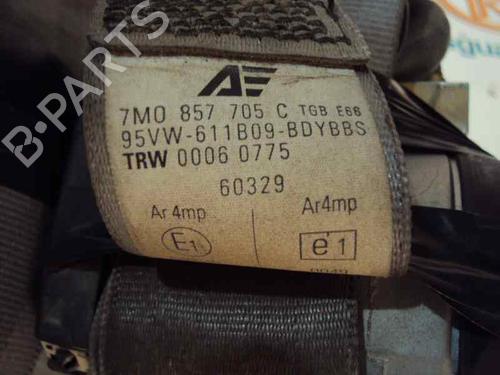 AE
7M0 857 705 C TGB E66
95VW-611B09-BDYBBS
TRW 0006 0775
60329
Ar4mp
Ar4mp
E1
e1
B-PARTS